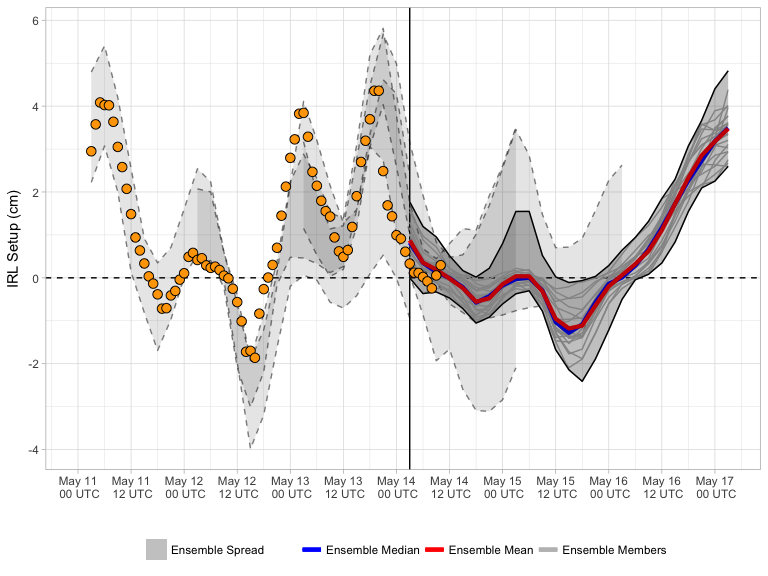 6
4
2
0
-2
-4
IRL Setup (cm)
May 11 May 11 May 12 May 12 May 13 May 13 May 14 May 14 May 15 May 15 May 16 May 16 May 17
00 UTC 12 UTC 00 UTC 12 UTC 00 UTC 12 UTC 00 UTC 12 UTC 00 UTC 12 UTC 00 UTC 12 UTC 00 UTC
Ensemble Spread Ensemble Median Ensemble Mean Ensemble Members